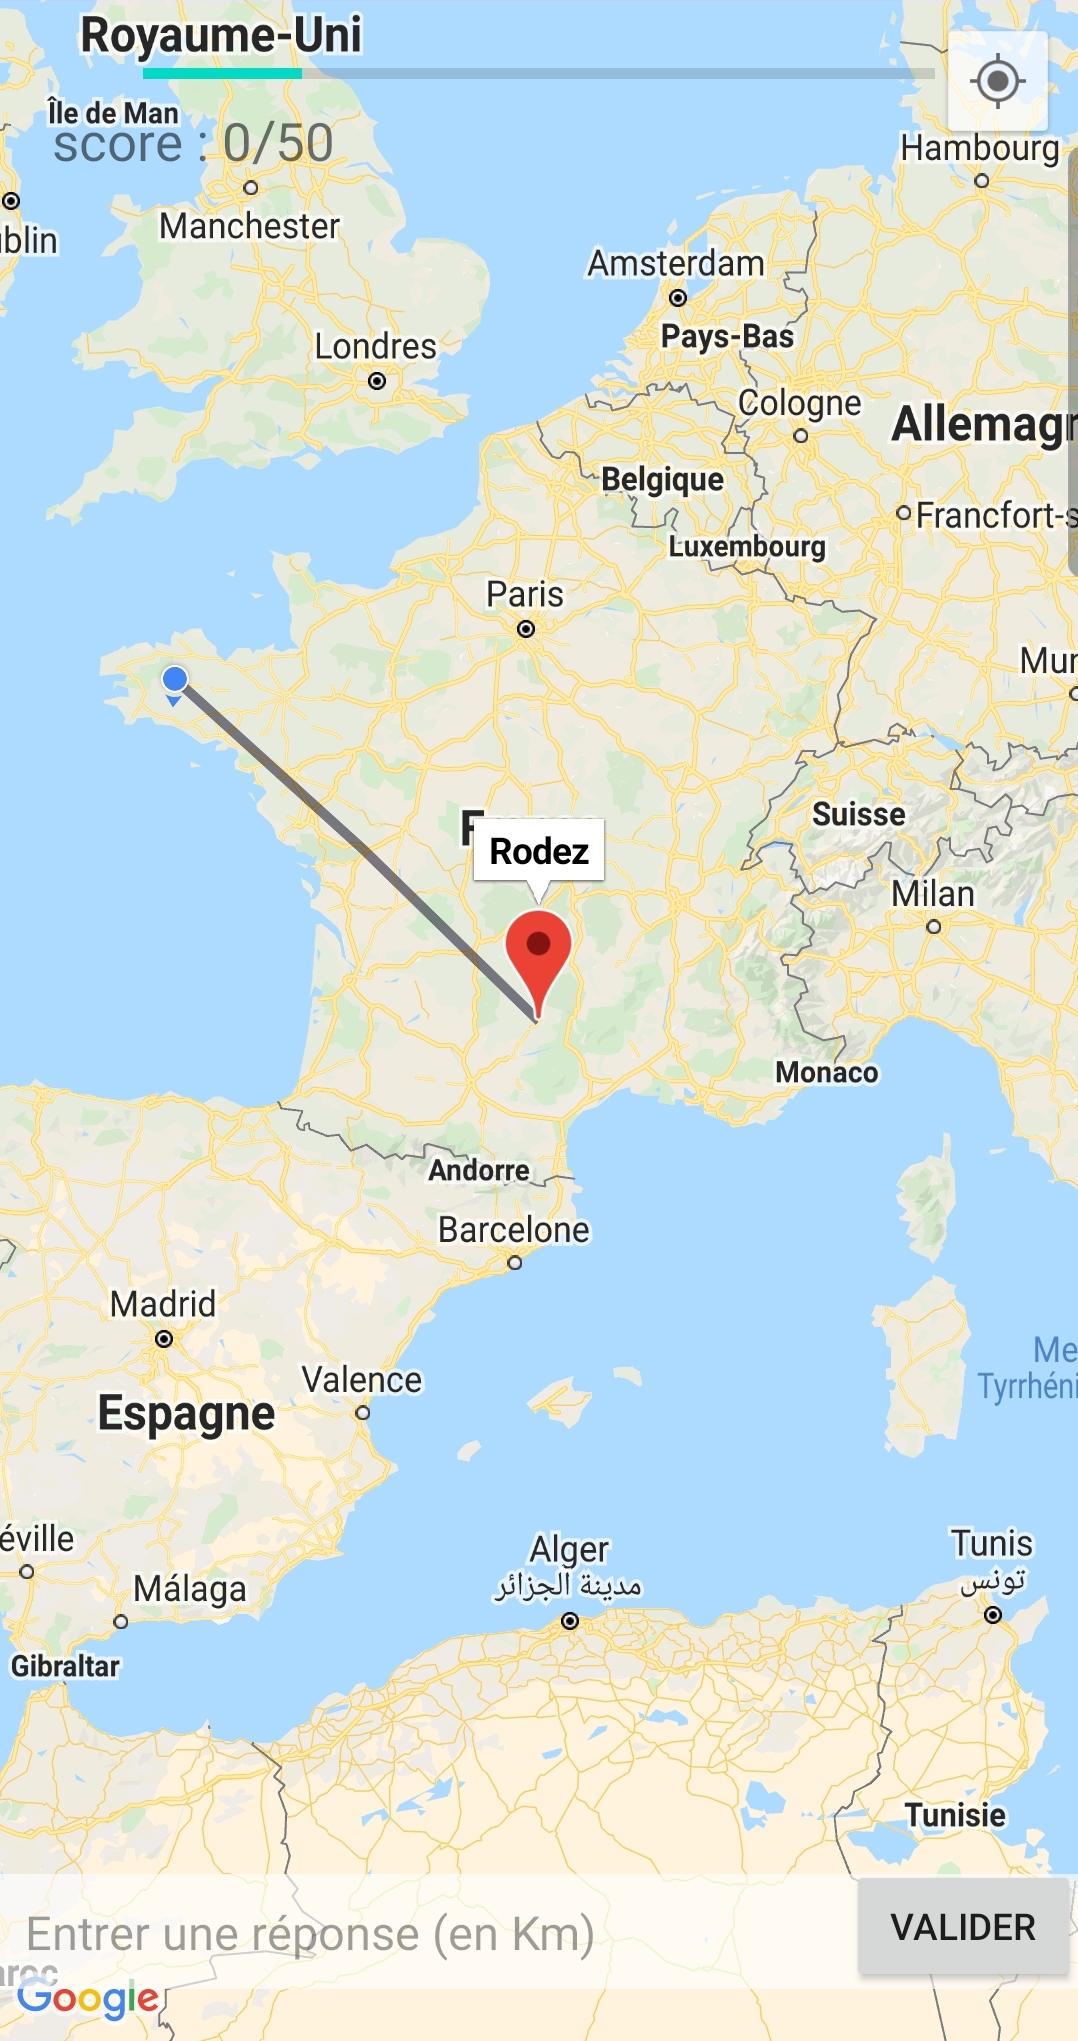 Royaume-Uni
Île de Man
score : 0/50
Hambourg
Manchester
blin
Amsterdam
Pays-Bas
Londres
Cologne
Allemag
Belgique
Francfort-s
Luxembourg
Paris
Mur
Suisse
F
Rodez
Milan
Monaco
Andorre
Barcelone
Madrid
Me
Tyrrhéni
Valence
Espagne
éville
Alger
مدينة الجزائر
Tunis
تونس
Málaga
Gibraltar
Tunisie
Entrer une réponse (en Km)
VALIDER
aroc
Google